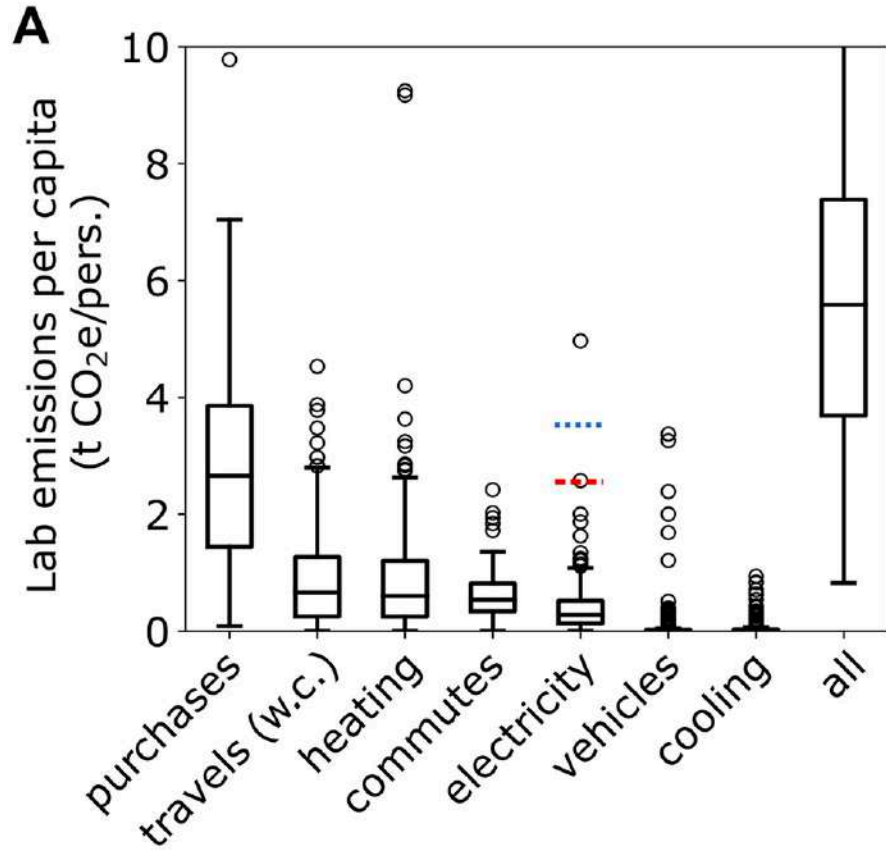 A
Lab emissions per capita
(t CO₂e/pers.)
10
8
6
4
2
0
purchases
travels (w.c.)
heating
commutes
electricity
vehicles
cooling
all